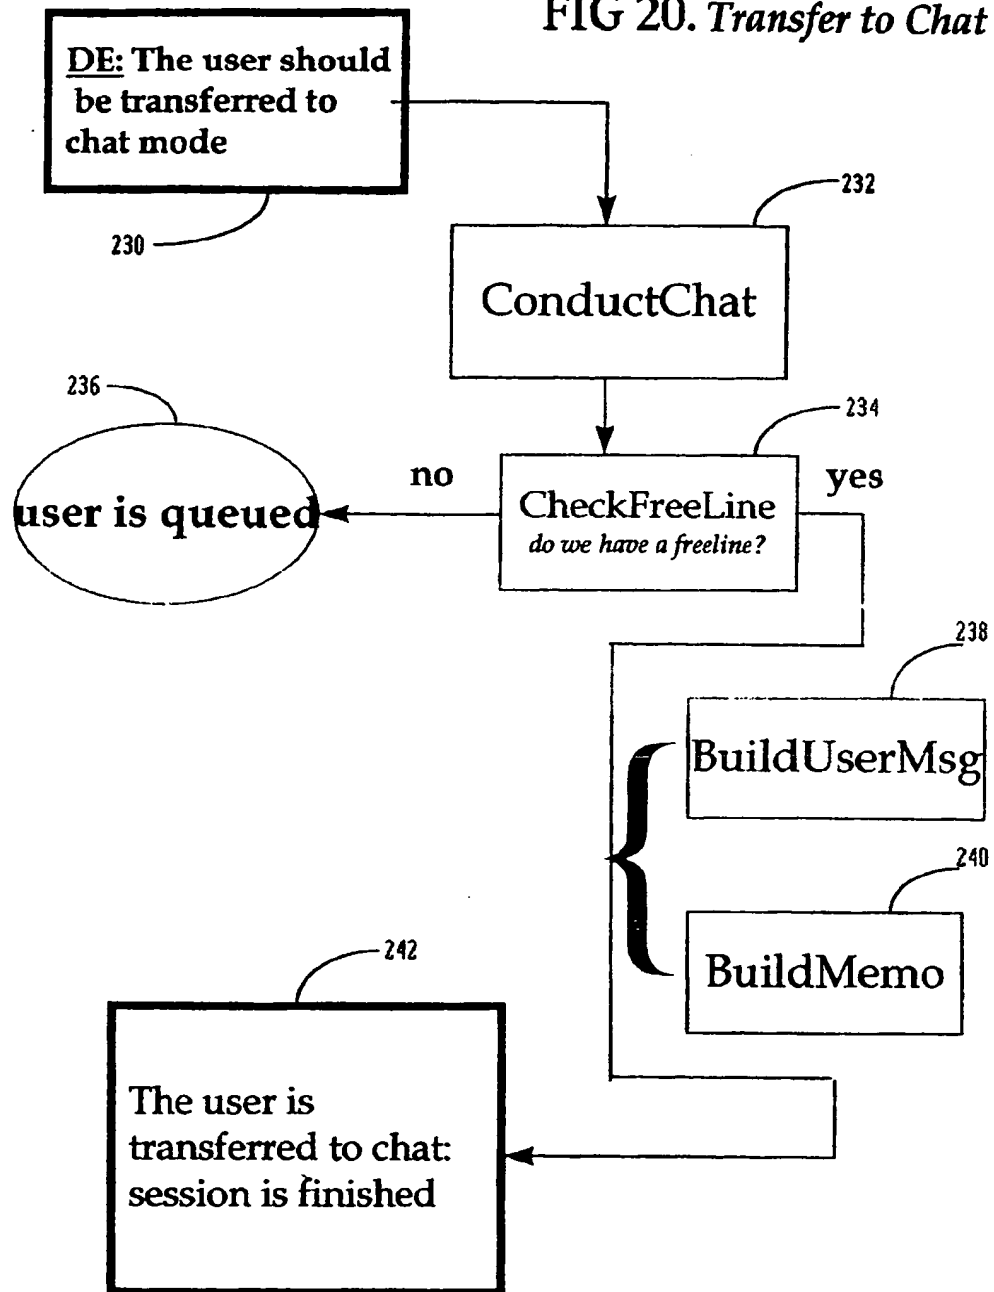 FIG 20. Transfer to Chat
DE: The user should
be transferred to
chat mode
230
232
ConductChat
236
234
user is queued
no
CheckFreeLine
do we have a freeline?
yes
238
BuildUserMsg
240
BuildMemo
242
The user is
transferred to chat:
session is finished